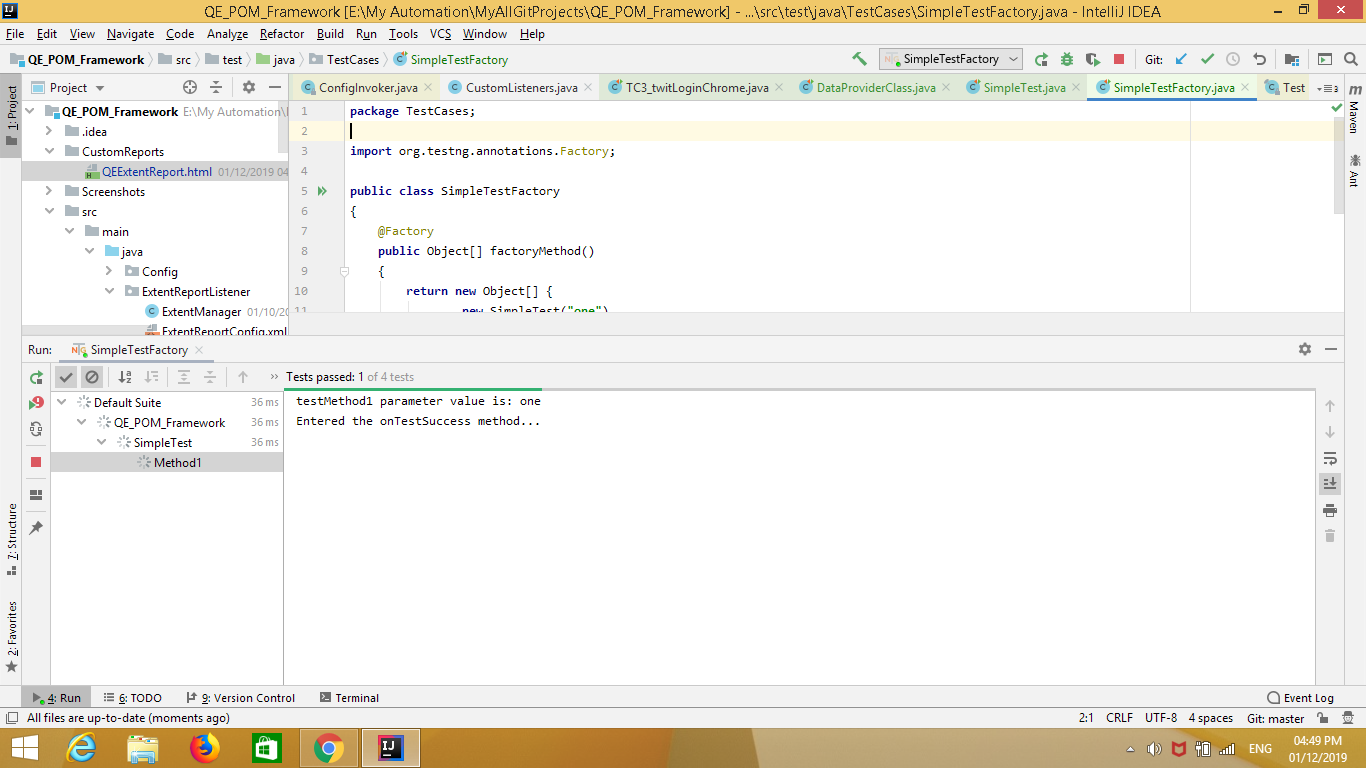 QE_POM_Framework [E:\My Automation\MyAllGitProjects\QE_POM_Framework] - ...\src\test\java\TestCases\SimpleTestFactory.java - IntelliJ IDEA
File Edit View Navigate Code Analyze Refactor Build Run Tools VCS Window Help
QE_POM_Framework src test java TestCases SimpleTestFactory SimpleTestFactory Git:
Project ConfigInvoker.java CustomListeners.java TC3_twitLoginChrome.java DataProviderClass.java SimpleTest.java SimpleTestFactory.java Test
1: Project
Maven
Ant
QE_POM_Framework E:\My Automation\
.idea
CustomReports
QEExtentReport.html 01/12/2019 04
Screenshots
src
main
java
Config
ExtentReportListener
ExtentManager 01/10/20
ExtentReportConfig.xml
1 package TestCases;
2
3 import org.testng.annotations.Factory;
4
5 public class SimpleTestFactory
6 {
7 @Factory
8 public Object[] factoryMethod()
9 {
10 return new Object[] {
11 new SimpleTest("one")
Run: SimpleTestFactory
Tests passed: 1 of 4 tests
Default Suite 36 ms
QE_POM_Framework 36 ms
SimpleTest 36 ms
Method1
testMethod1 parameter value is: one
Entered the onTestSuccess method...
7: Structure
2: Favorites
4: Run 6: TODO 9: Version Control Terminal Event Log
All files are up-to-date (moments ago) 2:1 CRLF UTF-8 4 spaces Git: master
ENG 04:49 PM
01/12/2019